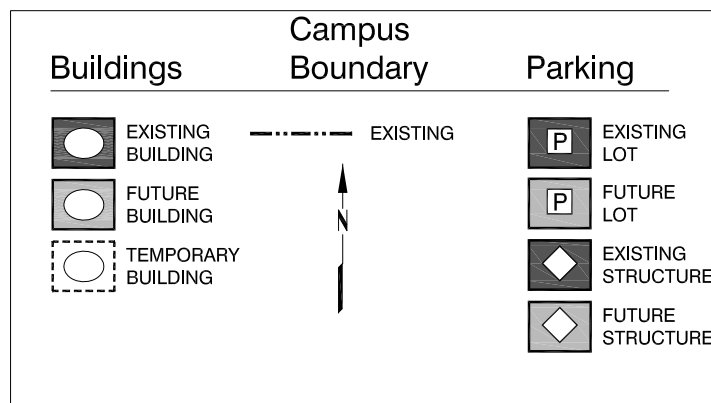 Buildings
Campus
Boundary
Parking
EXISTING
BUILDING
FUTURE
BUILDING
TEMPORARY
BUILDING
EXISTING
N
P
EXISTING
LOT
P
FUTURE
LOT
EXISTING
STRUCTURE
FUTURE
STRUCTURE